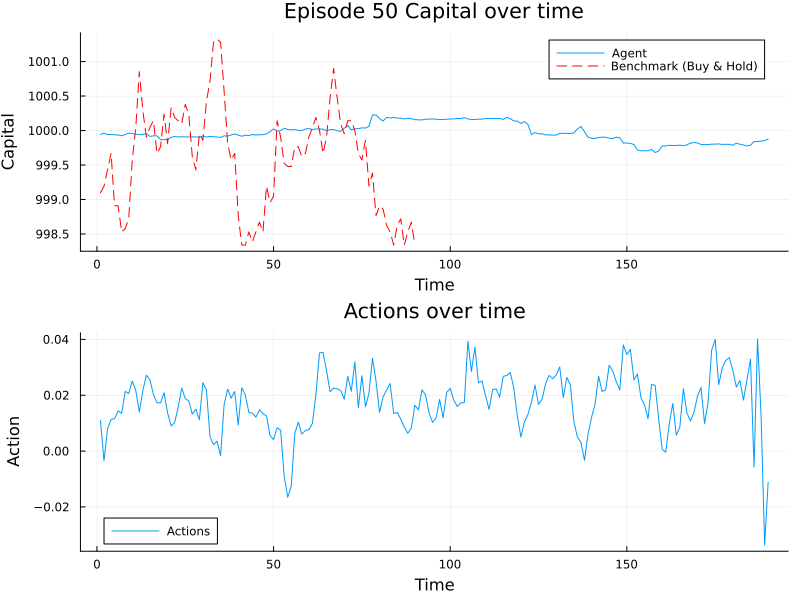 Episode 50 Capital over time
Capital
1001.0
1000.5
1000.0
999.5
999.0
998.5
Agent
Benchmark (Buy & Hold)
0 50 100 150
Time
Actions over time
Action
0.04
0.02
0.00
−0.02
Actions
0 50 100 150
Time